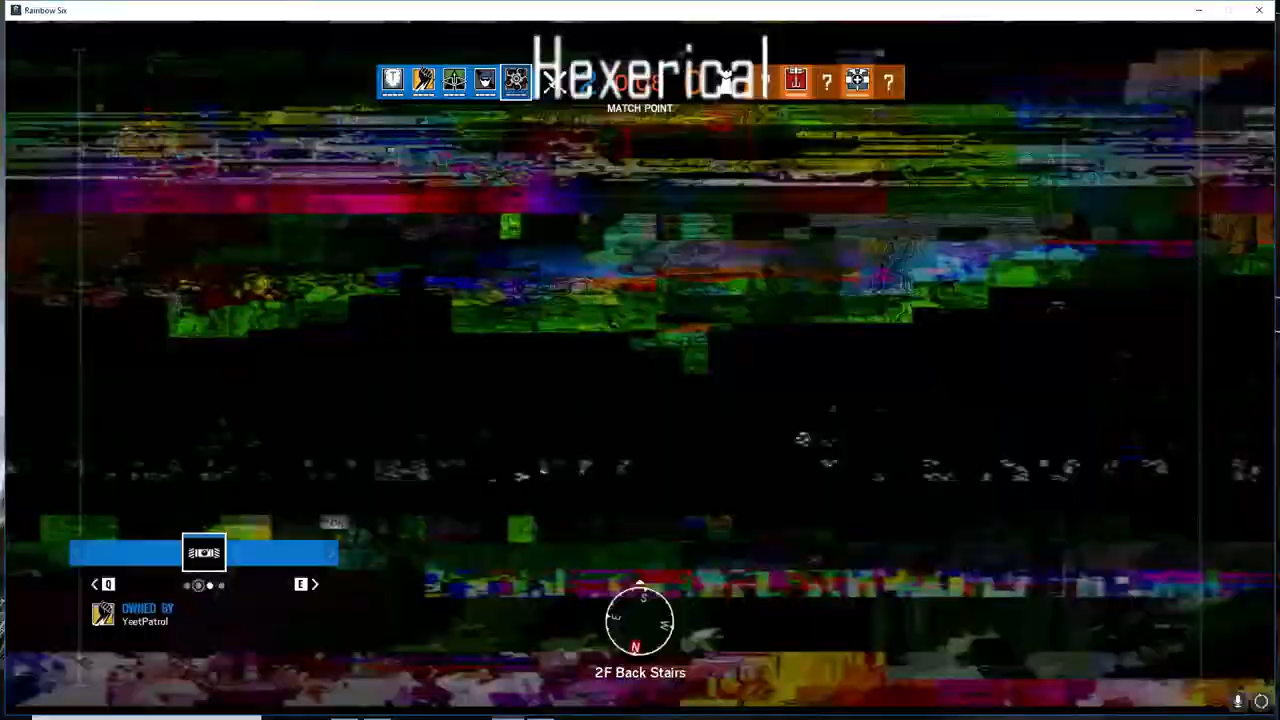 Rainbow Six
Hexerical
? ? ?
MATCH POINT
Q E
OWNED BY
YeetPatrol
S
E W
N
2F Back Stairs